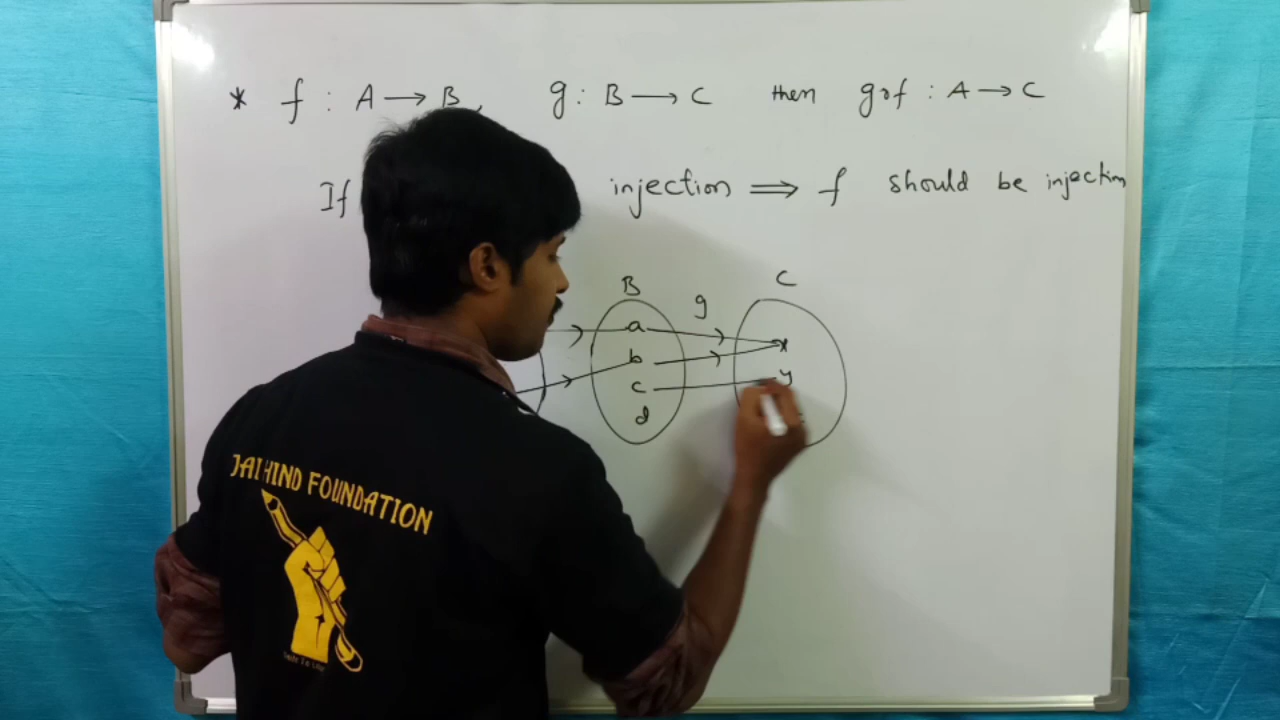 * f : A → B, g : B → C then gof : A → C
If injection ⟹ f should be injection
B C
g
a x
b
c y
d
JAI HIND FOUNDATION